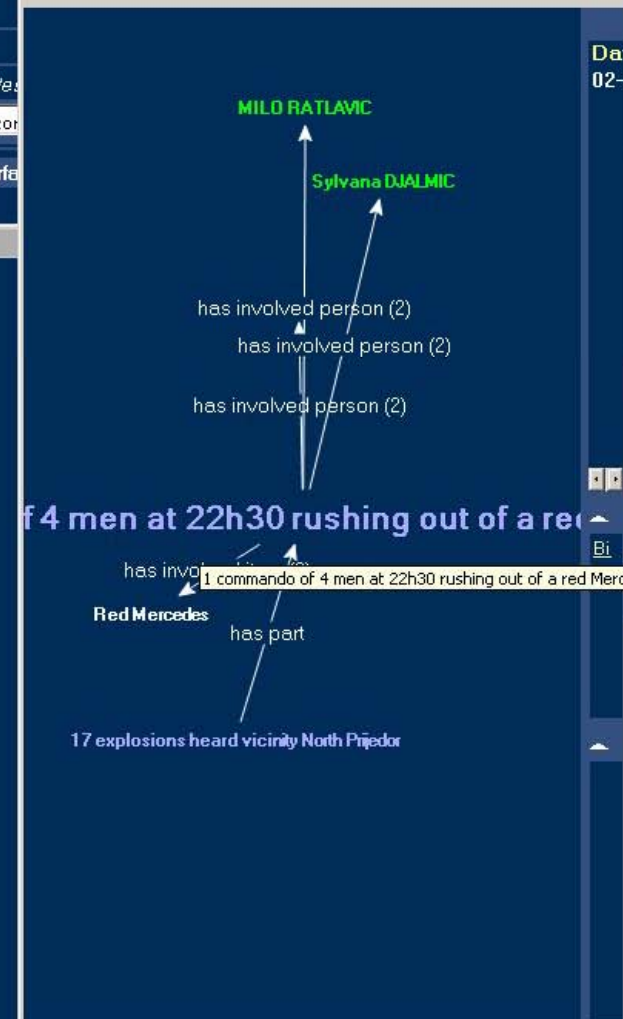 Da
02-
MILO RATLAVIC
Sylvana DJALMIC
has involved person (2)
has involved person (2)
has involved person (2)
f 4 men at 22h30 rushing out of a re
has invo
1 commando of 4 men at 22h30 rushing out of a red Merc
Bi
Red Mercedes
has part
17 explosions heard vicinity North Prijedor